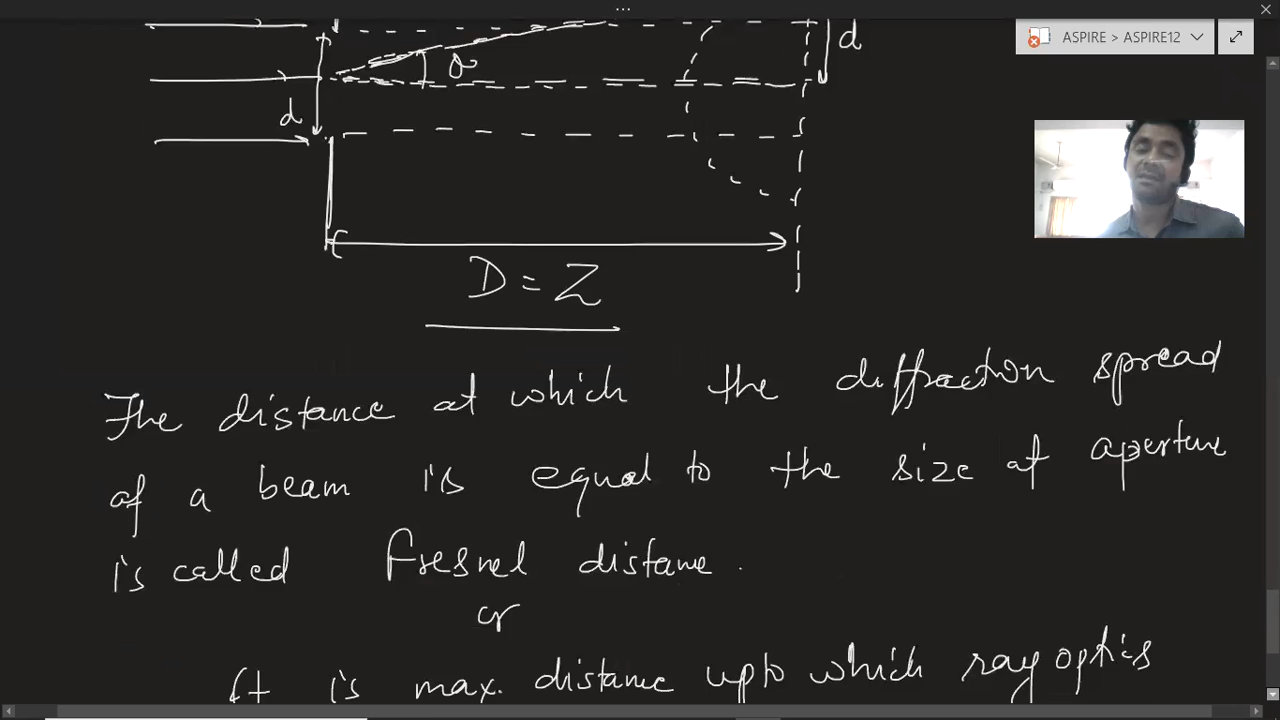 ASPIRE > ASPIRE12
d
θ
d
D = Z
The distance at which the diffraction spread
of a beam is equal to the size of aperture
is called fresnel distance.
or
It is max. distance upto which ray optics